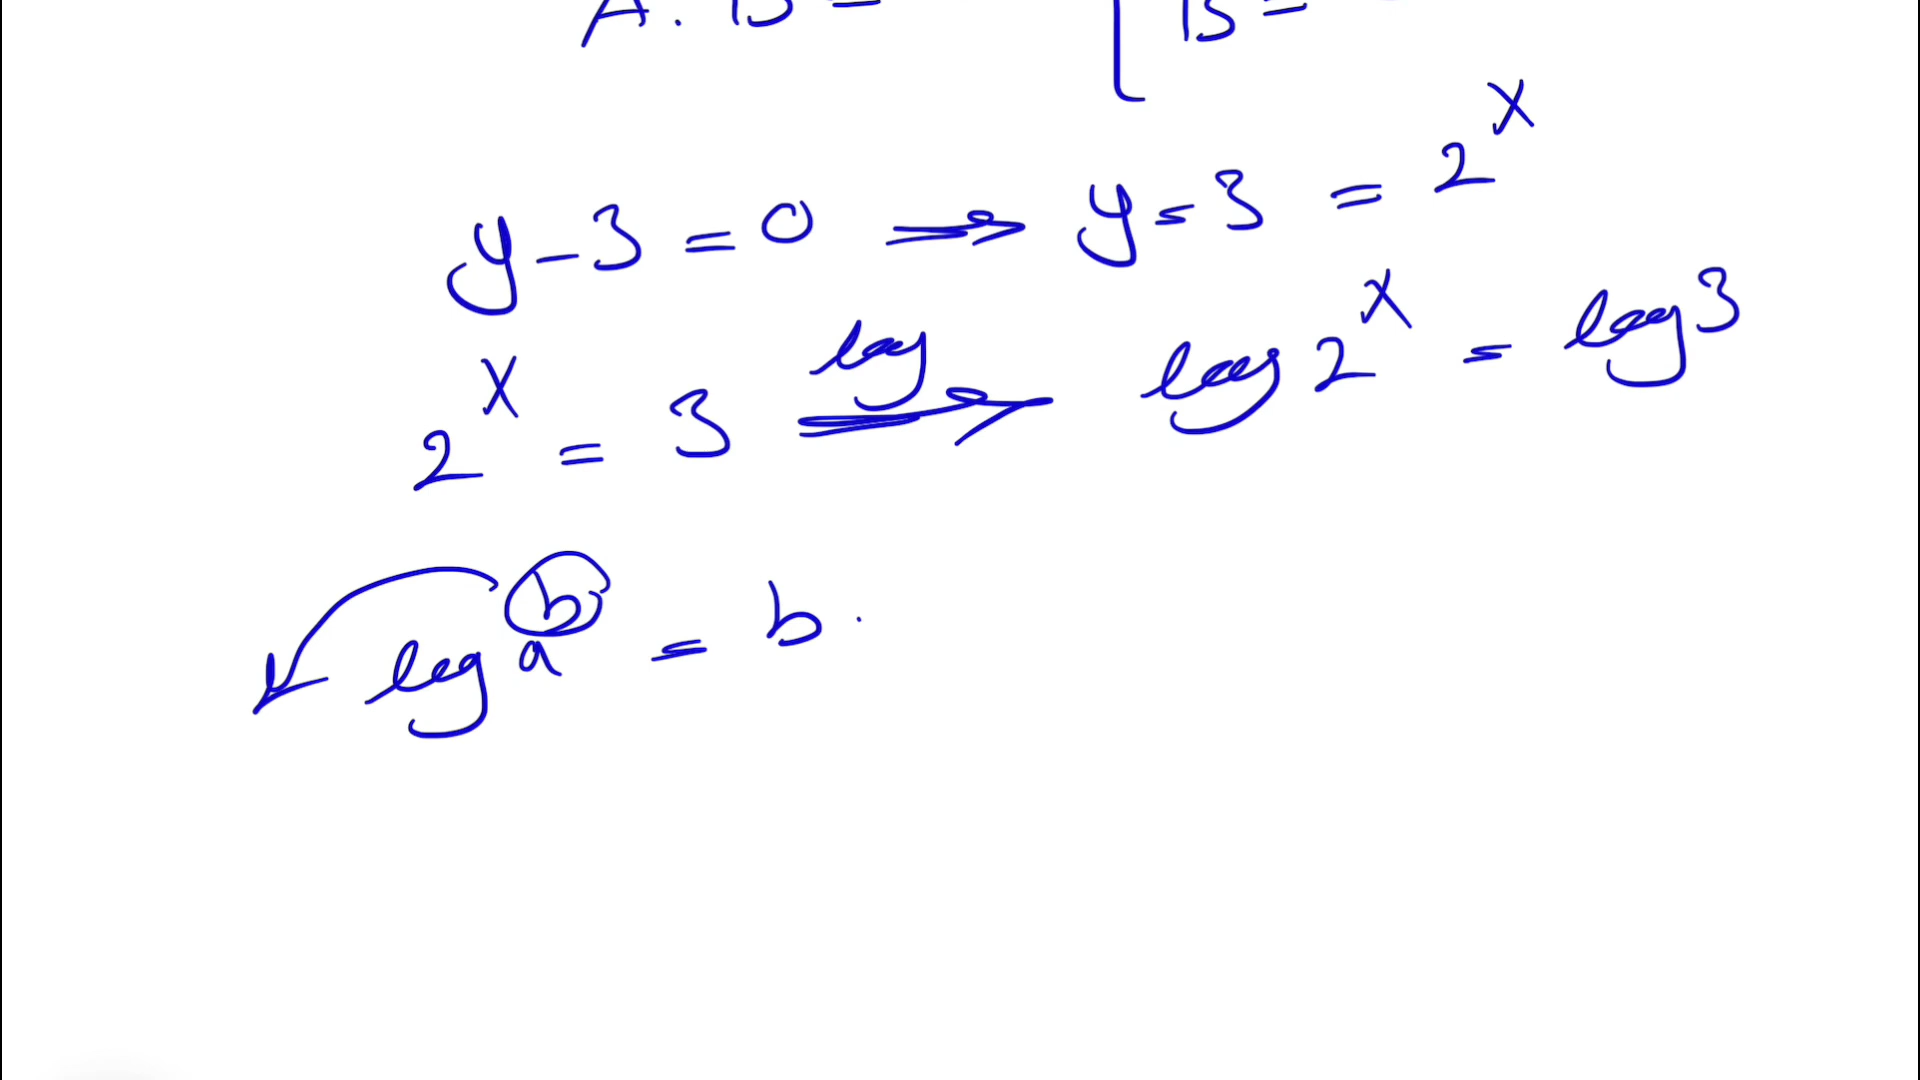 A . B =
B =
y - 3 = 0 ⟹ y = 3 = 2^x
2^x = 3 ⟹ log log 2^x = log 3
log a^b = b .